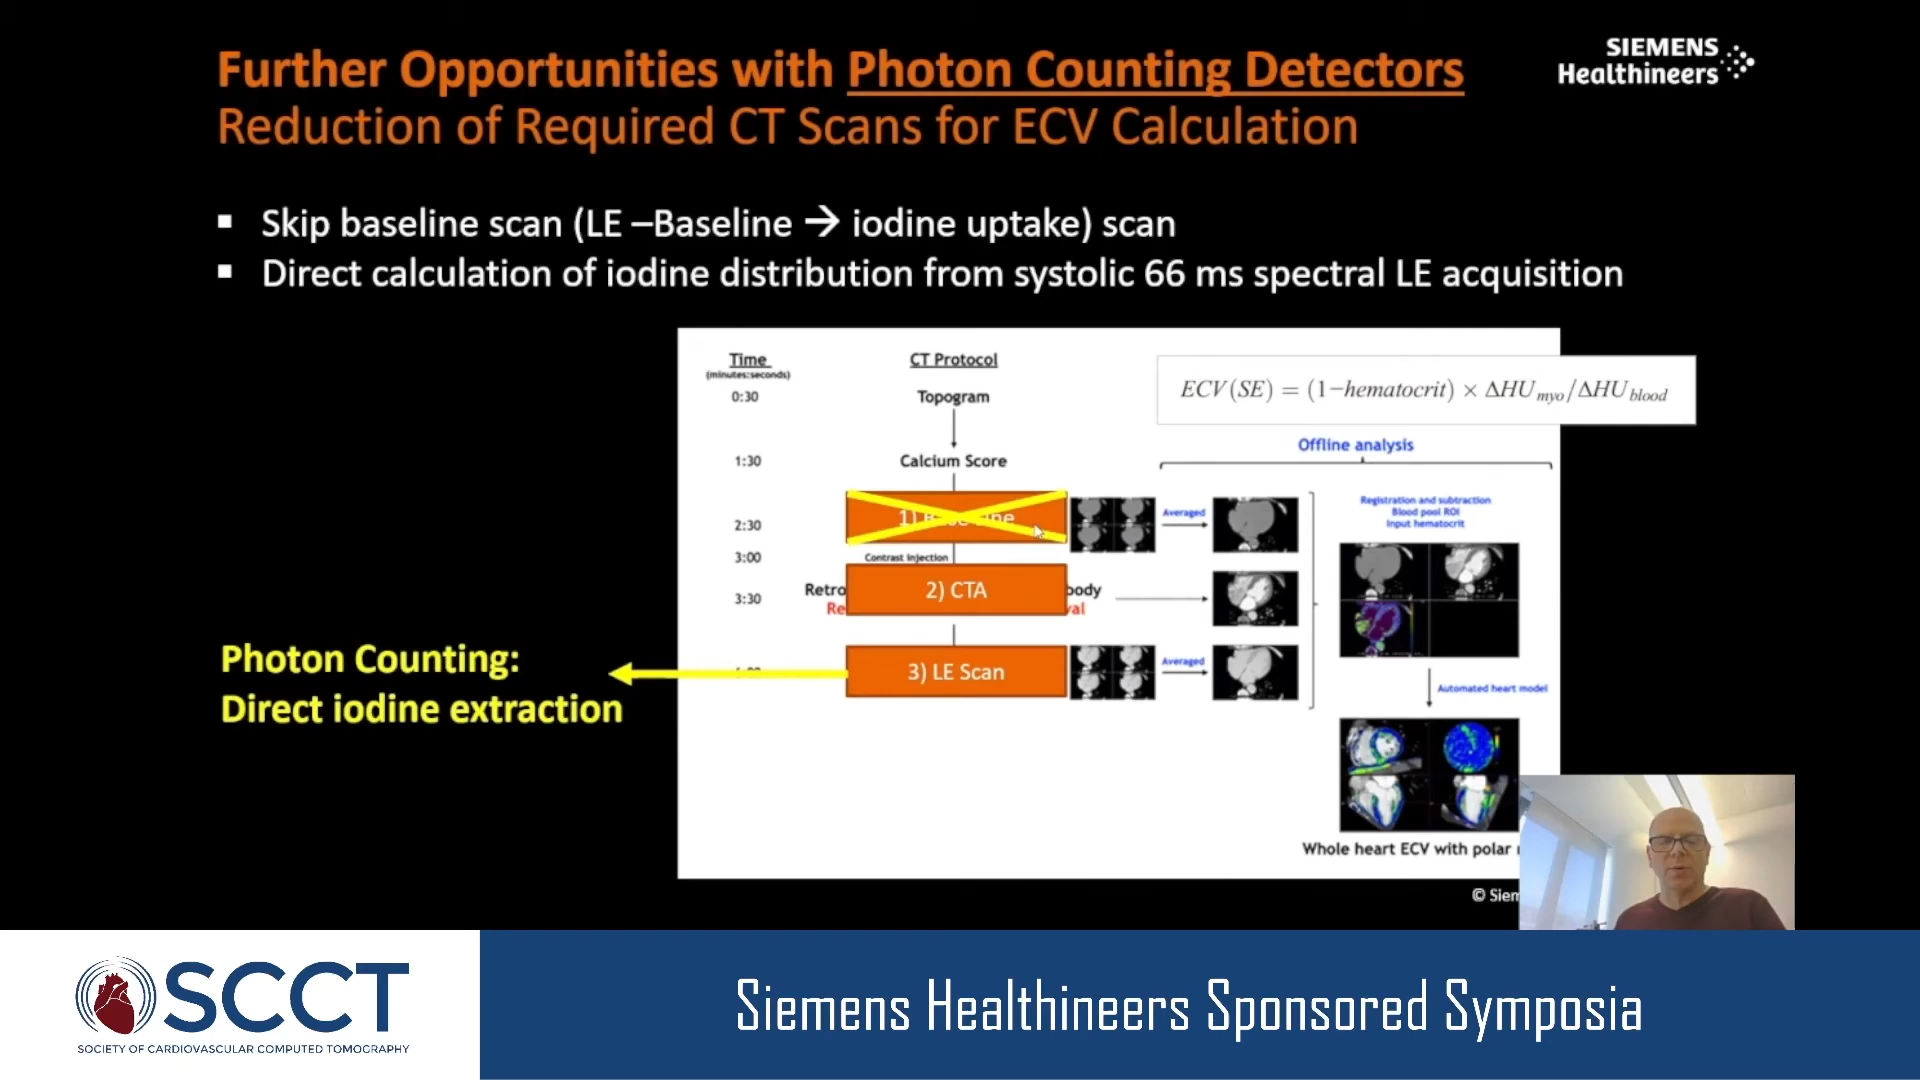 Further Opportunities with Photon Counting Detectors
Reduction of Required CT Scans for ECV Calculation
SIEMENS
Healthineers
▪ Skip baseline scan (LE –Baseline → iodine uptake) scan
▪ Direct calculation of iodine distribution from systolic 66 ms spectral LE acquisition
Time
(minutes:seconds)
CT Protocol
0:30
Topogram
ECV(SE) = (1−hematocrit) × ΔHU myo/ΔHU blood
Offline analysis
1:30
Calcium Score
Registration and subtraction
Blood pool ROI
Input hematocrit
2:30
1)
Averaged
3:00
Contrast injection
3:30
Retro
2) CTA
body
Re
val
Photon Counting:
Direct iodine extraction
3) LE Scan
Averaged
Automated heart model
Whole heart ECV with polar
© Siem
SCCT
SOCIETY OF CARDIOVASCULAR COMPUTED TOMOGRAPHY
Siemens Healthineers Sponsored Symposia